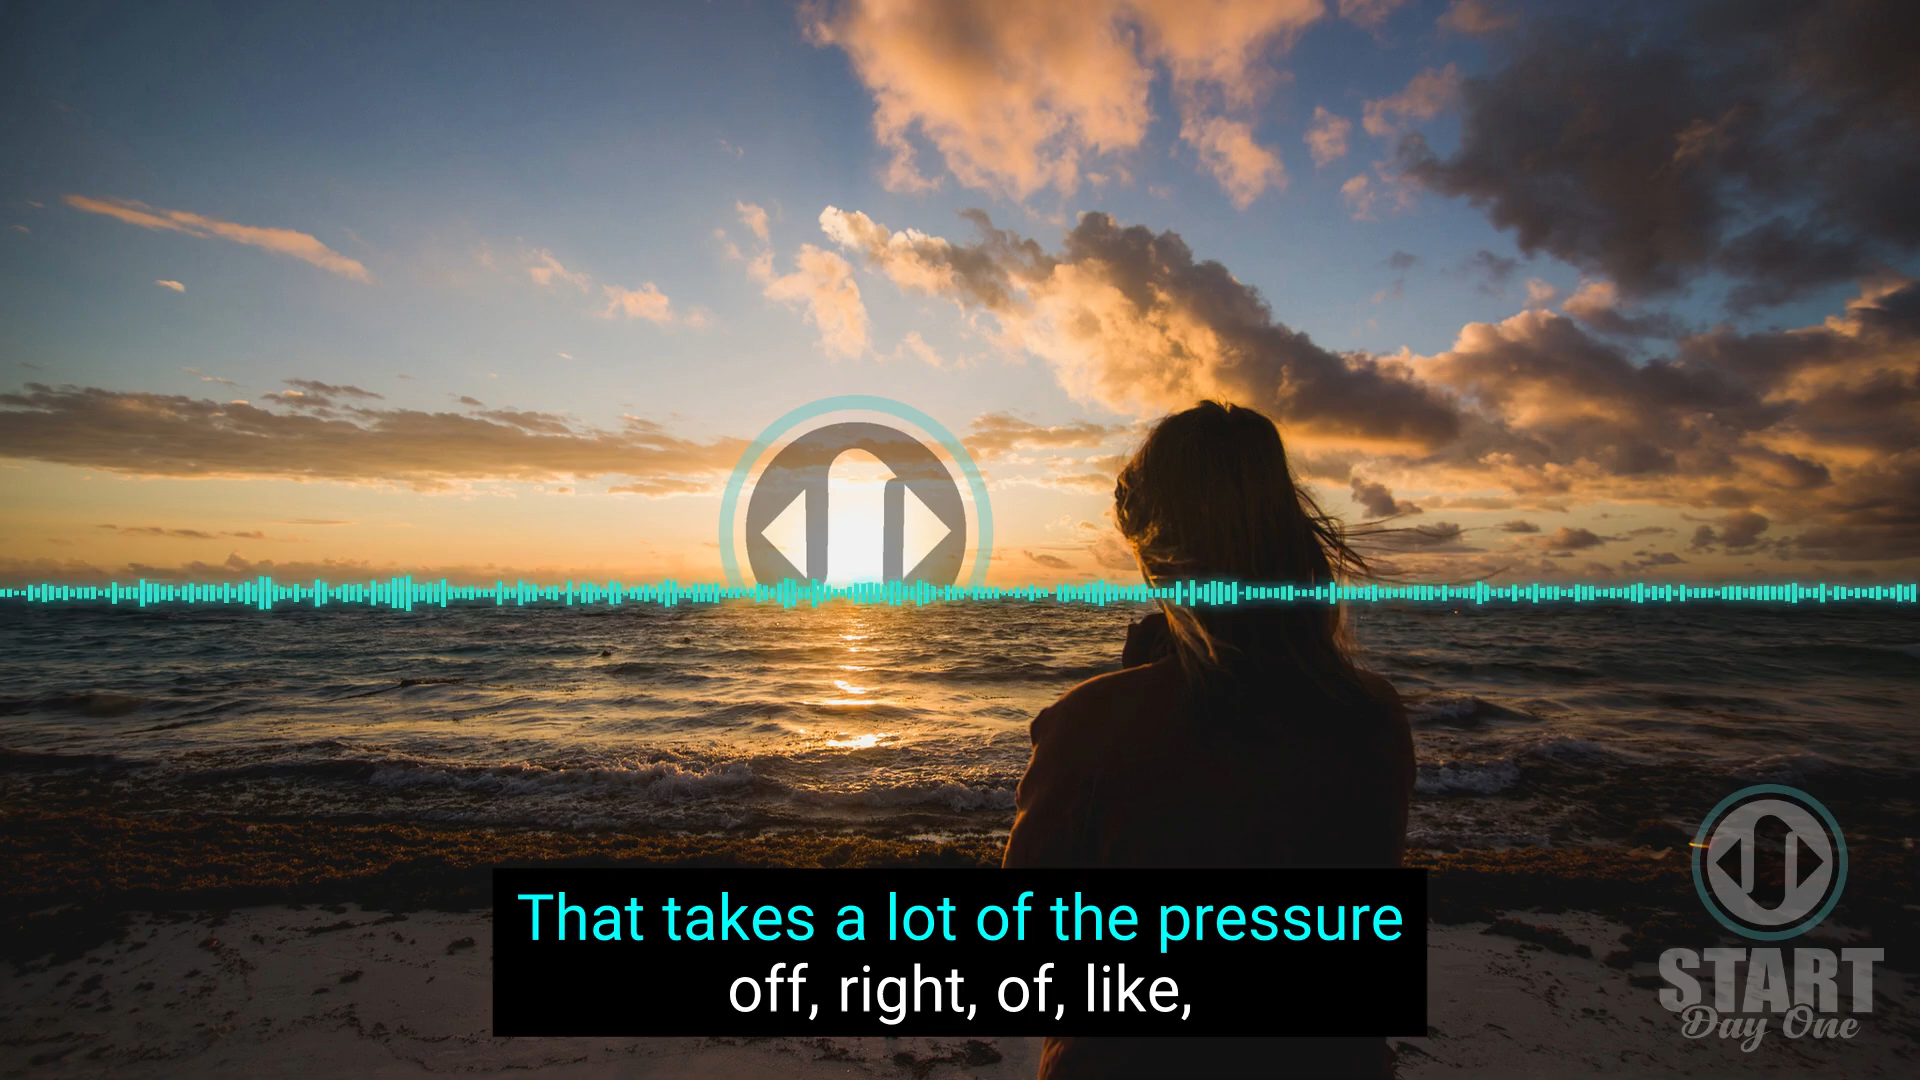 That takes a lot of the pressure
off, right, of, like,
START
Day One